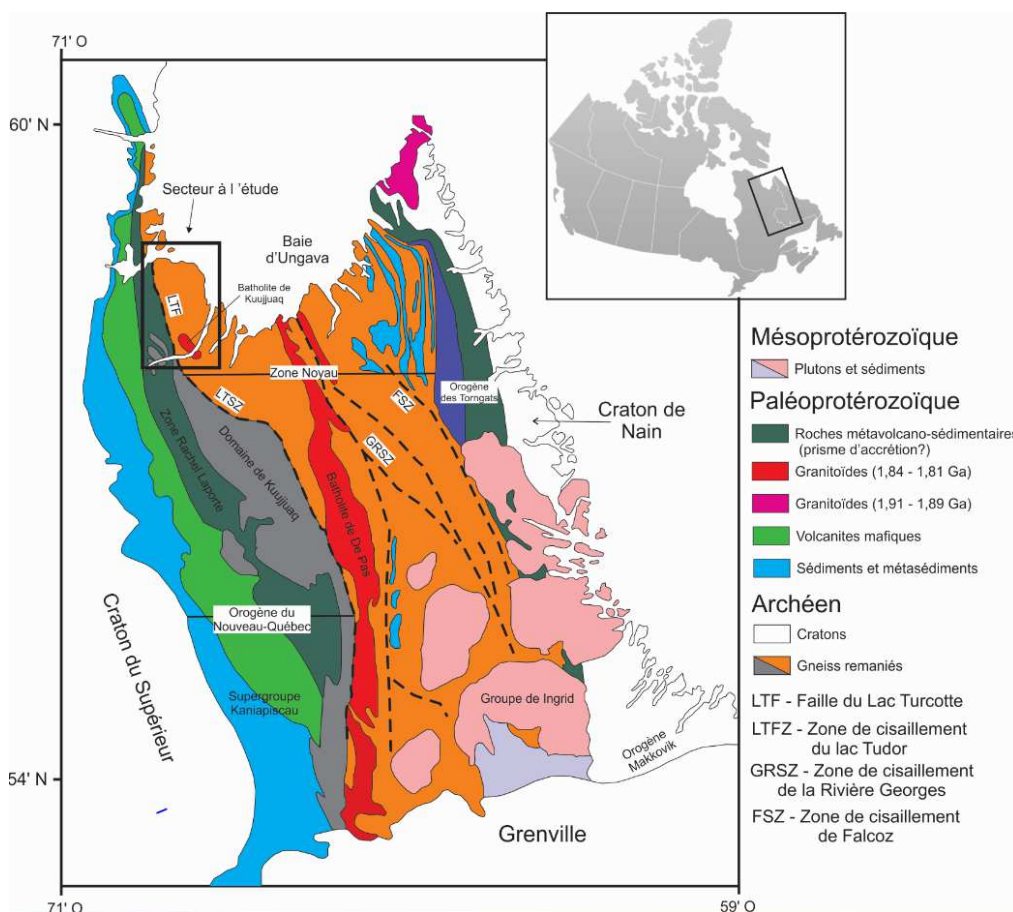 71' O
60' N
Secteur à l 'étude
Baie
d'Ungava
Batholite de
Kuujjuaq
LTF
Zone Noyau
LTSZ
FSZ
Orogène
des Torngats
Craton de
Nain
GRSZ
Zone Rachel Laporte
Domaine de Kuujjuaq
Batholite de De Pas
Craton du Supérieur
Orogène du
Nouveau-Québec
Supergroupe
Kaniapiscau
Groupe de Ingrid
Orogène
Makkovik
54' N
Grenville
71' O
59' O
Mésoprotérozoïque
Plutons et sédiments
Paléoprotérozoïque
Roches métavolcano-sédimentaires
(prisme d'accrétion?)
Granitoïdes (1,84 - 1,81 Ga)
Granitoïdes (1,91 - 1,89 Ga)
Volcanites mafiques
Sédiments et métasédiments
Archéen
Cratons
Gneiss remaniés
LTF - Faille du Lac Turcotte
LTFZ - Zone de cisaillement
du lac Tudor
GRSZ - Zone de cisaillement
de la Rivière Georges
FSZ - Zone de cisaillement
de Falcoz